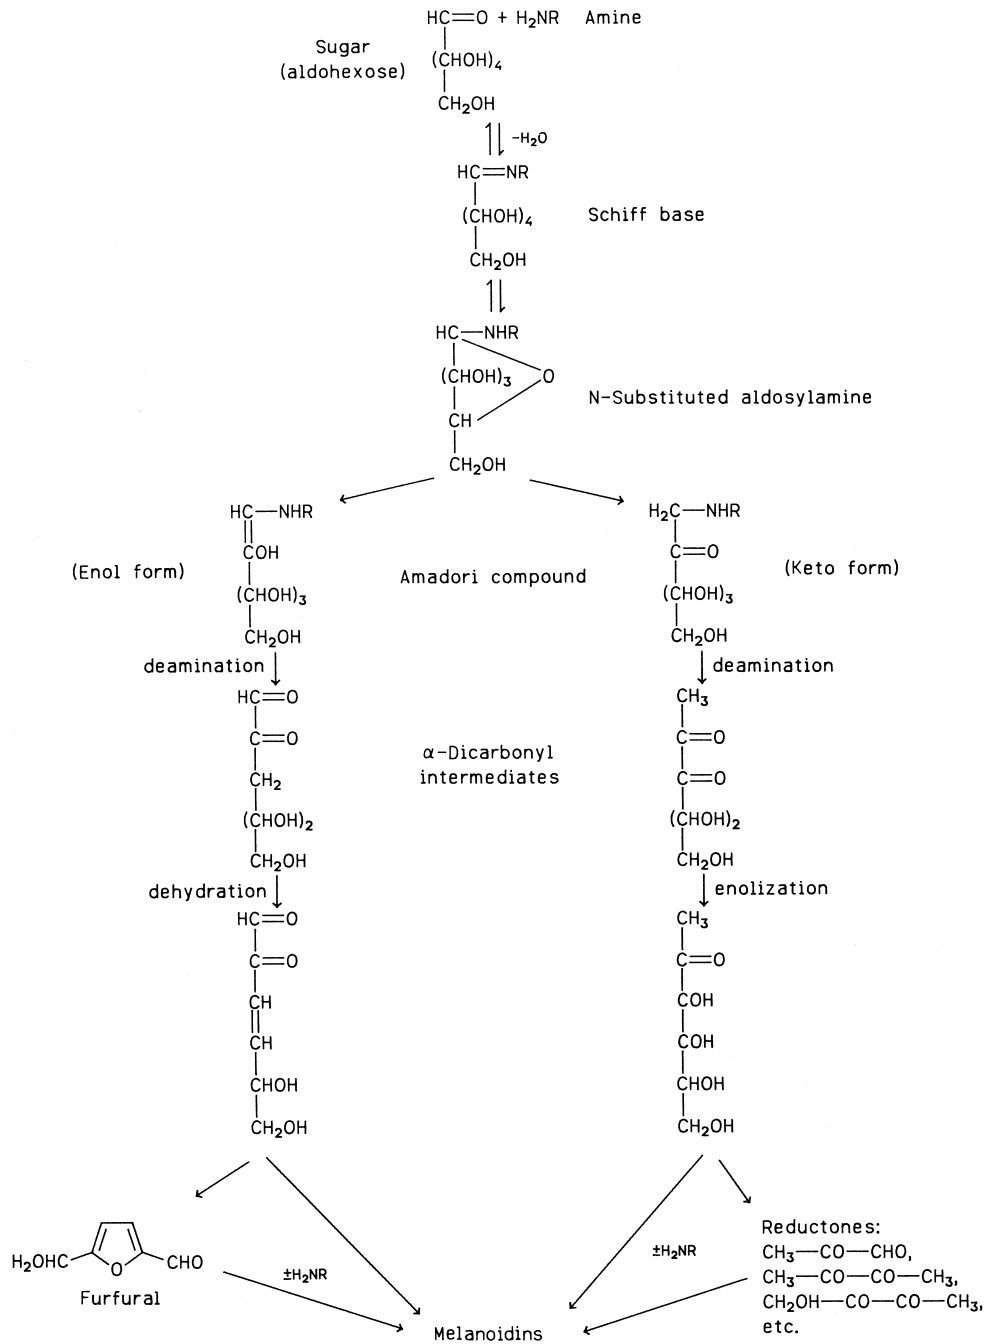 HC=O + H₂NR Amine
Sugar
(aldohexose)
(CHOH)₄
CH₂OH
-H₂O
HC=NR
(CHOH)₄
Schiff base
CH₂OH
HC—NHR
(CHOH)₃
O
N-Substituted aldosylamine
CH
CH₂OH
HC—NHR
COH
(Enol form)
(CHOH)₃
CH₂OH
Amadori compound
H₂C—NHR
C=O
(Keto form)
(CHOH)₃
CH₂OH
deamination
deamination
HC=O
C=O
CH₂
(CHOH)₂
CH₂OH
α-Dicarbonyl
intermediates
CH₃
C=O
C=O
(CHOH)₂
CH₂OH
dehydration
enolization
HC=O
C=O
CH
CH
CHOH
CH₂OH
CH₃
C=O
COH
COH
CHOH
CH₂OH
H₂OHC
O
CHO
Furfural
±H₂NR
±H₂NR
Reductones:
CH₃—CO—CHO,
CH₃—CO—CO—CH₃,
CH₂OH—CO—CO—CH₃,
etc.
Melanoidins